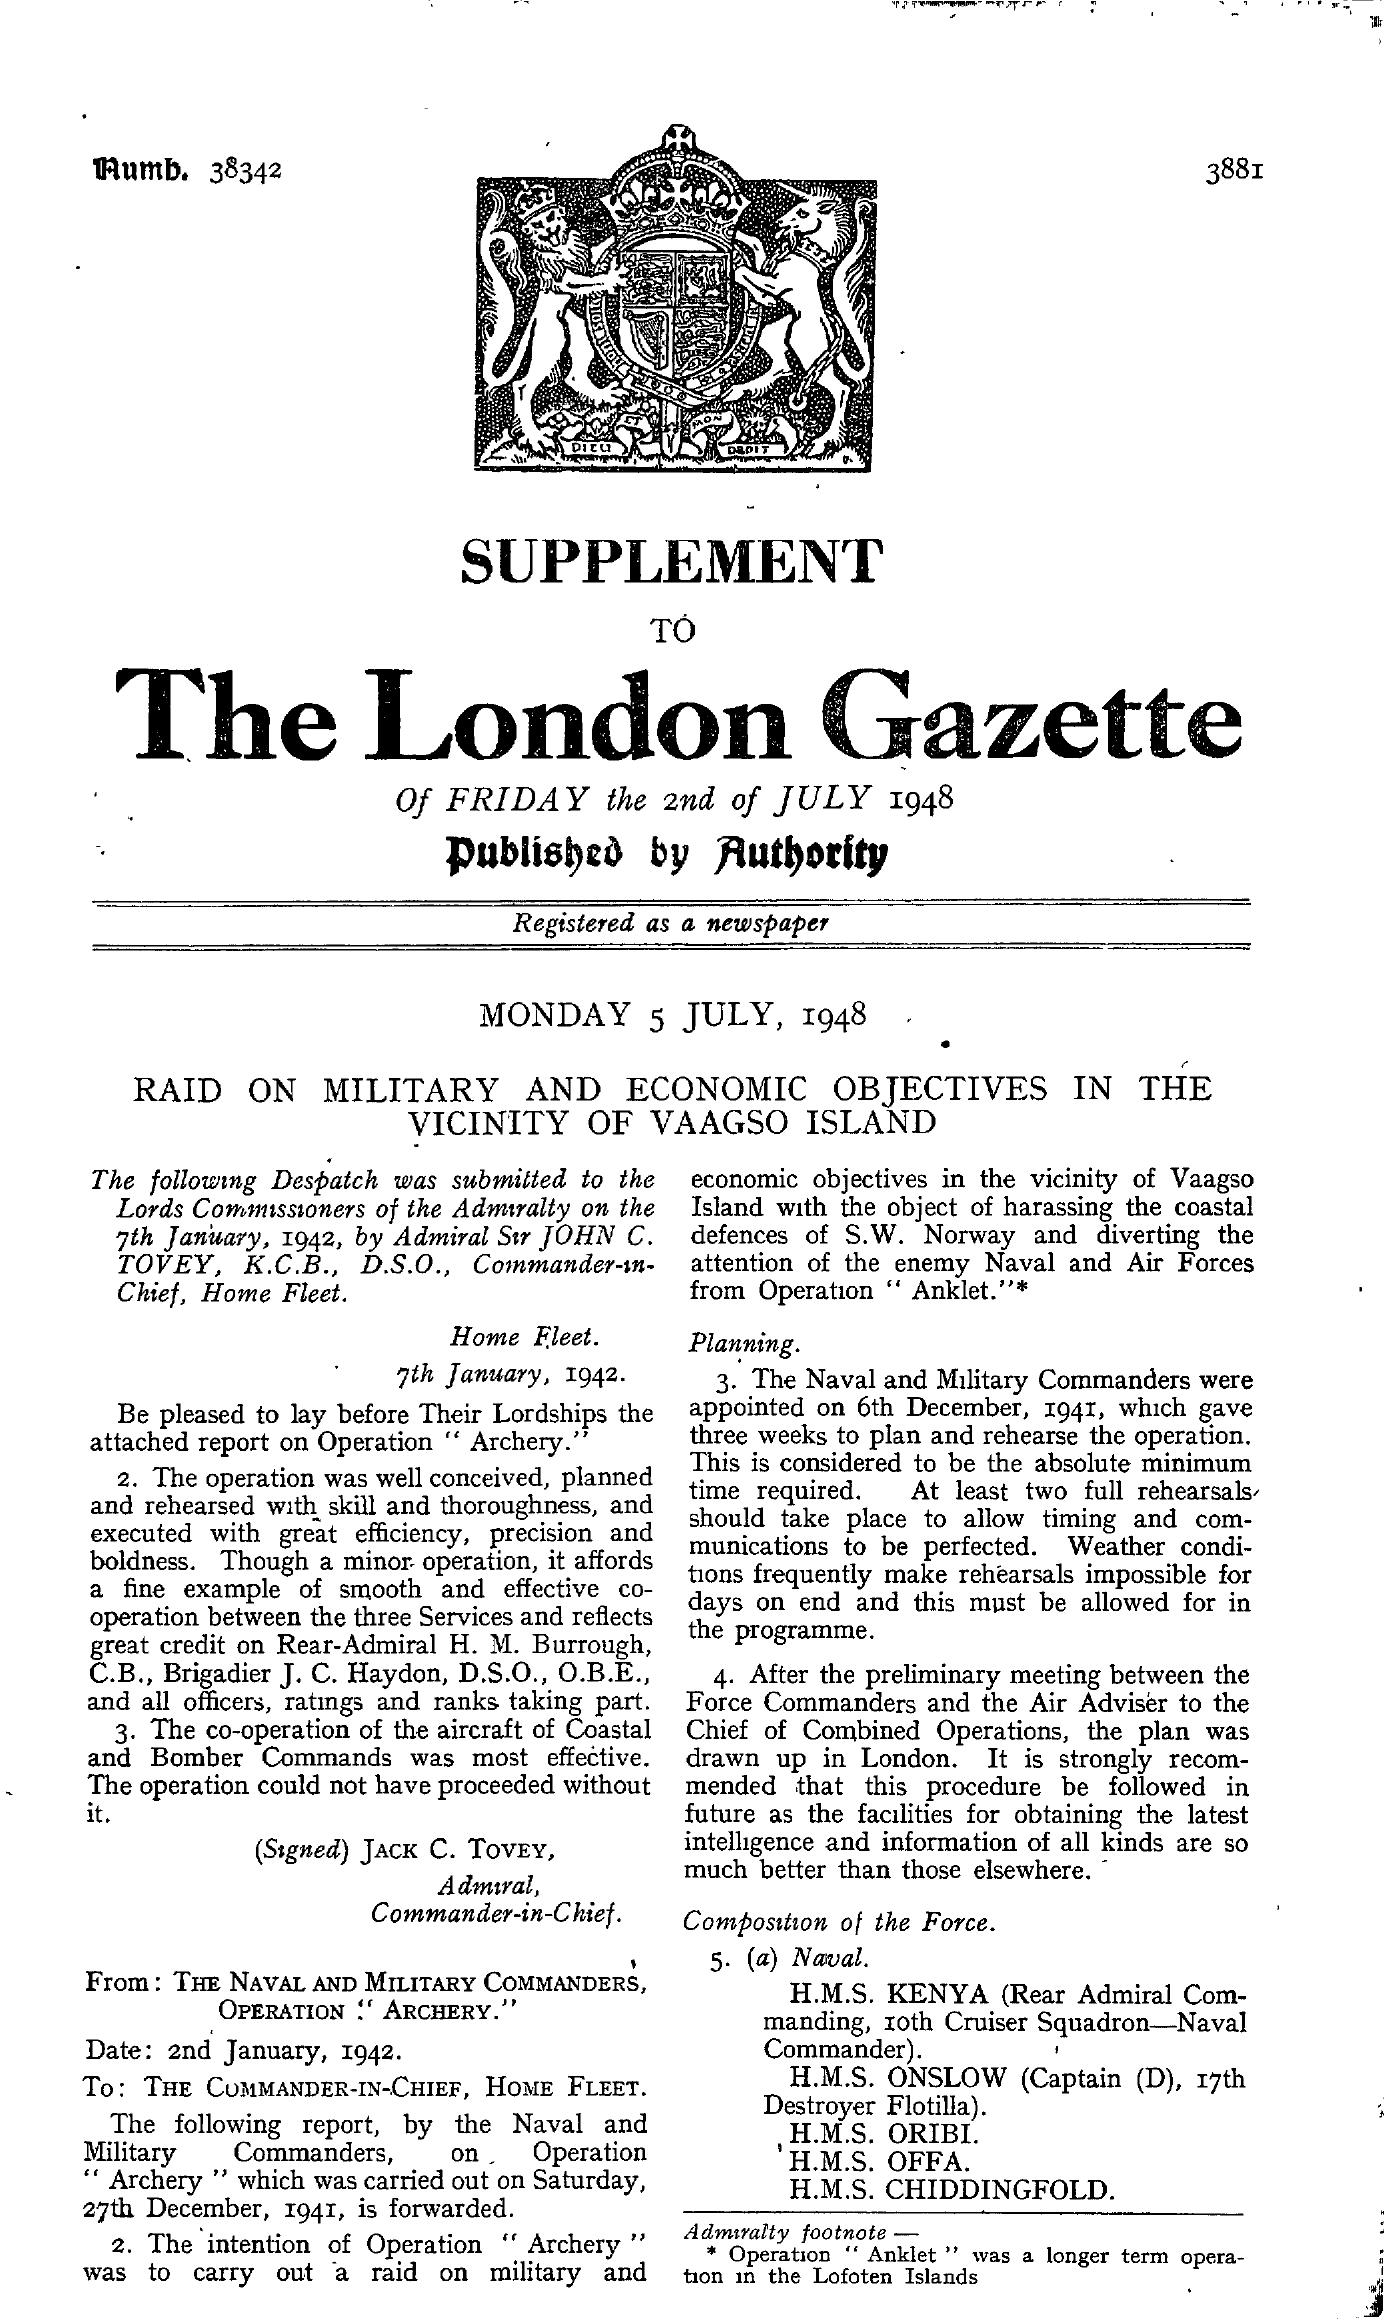 Numb. 38342
3881
DIEU ET MON DROIT
SUPPLEMENT
TO
The London Gazette
Of FRIDAY the 2nd of JULY 1948
Published by Authority
Registered as a newspaper
MONDAY 5 JULY, 1948
RAID ON MILITARY AND ECONOMIC OBJECTIVES IN THE
VICINITY OF VAAGSO ISLAND
The following Despatch was submitted to the
Lords Commissioners of the Admiralty on the
7th January, 1942, by Admiral Sir JOHN C.
TOVEY, K.C.B., D.S.O., Commander-in-
Chief, Home Fleet.
Home Fleet.
7th January, 1942.
Be pleased to lay before Their Lordships the
attached report on Operation " Archery."
2. The operation was well conceived, planned
and rehearsed with skill and thoroughness, and
executed with great efficiency, precision and
boldness. Though a minor operation, it affords
a fine example of smooth and effective co-
operation between the three Services and reflects
great credit on Rear-Admiral H. M. Burrough,
C.B., Brigadier J. C. Haydon, D.S.O., O.B.E.,
and all officers, ratings and ranks taking part.
3. The co-operation of the aircraft of Coastal
and Bomber Commands was most effective.
The operation could not have proceeded without
it.
(Signed) JACK C. TOVEY,
Admiral,
Commander-in-Chief.
From: THE NAVAL AND MILITARY COMMANDERS,
OPERATION " ARCHERY."
Date: 2nd January, 1942.
To: THE COMMANDER-IN-CHIEF, HOME FLEET.
The following report, by the Naval and
Military Commanders, on Operation
" Archery " which was carried out on Saturday,
27th December, 1941, is forwarded.
2. The intention of Operation " Archery "
was to carry out a raid on military and
economic objectives in the vicinity of Vaagso
Island with the object of harassing the coastal
defences of S.W. Norway and diverting the
attention of the enemy Naval and Air Forces
from Operation " Anklet."*
Planning.
3. The Naval and Military Commanders were
appointed on 6th December, 1941, which gave
three weeks to plan and rehearse the operation.
This is considered to be the absolute minimum
time required. At least two full rehearsals
should take place to allow timing and com-
munications to be perfected. Weather condi-
tions frequently make rehearsals impossible for
days on end and this must be allowed for in
the programme.
4. After the preliminary meeting between the
Force Commanders and the Air Adviser to the
Chief of Combined Operations, the plan was
drawn up in London. It is strongly recom-
mended that this procedure be followed in
future as the facilities for obtaining the latest
intelligence and information of all kinds are so
much better than those elsewhere.
Composition of the Force.
5. (a) Naval.
H.M.S. KENYA (Rear Admiral Com-
manding, 10th Cruiser Squadron—Naval
Commander).
H.M.S. ONSLOW (Captain (D), 17th
Destroyer Flotilla).
H.M.S. ORIBI.
H.M.S. OFFA.
H.M.S. CHIDDINGFOLD.
Admiralty footnote —
* Operation " Anklet " was a longer term opera-
tion in the Lofoten Islands